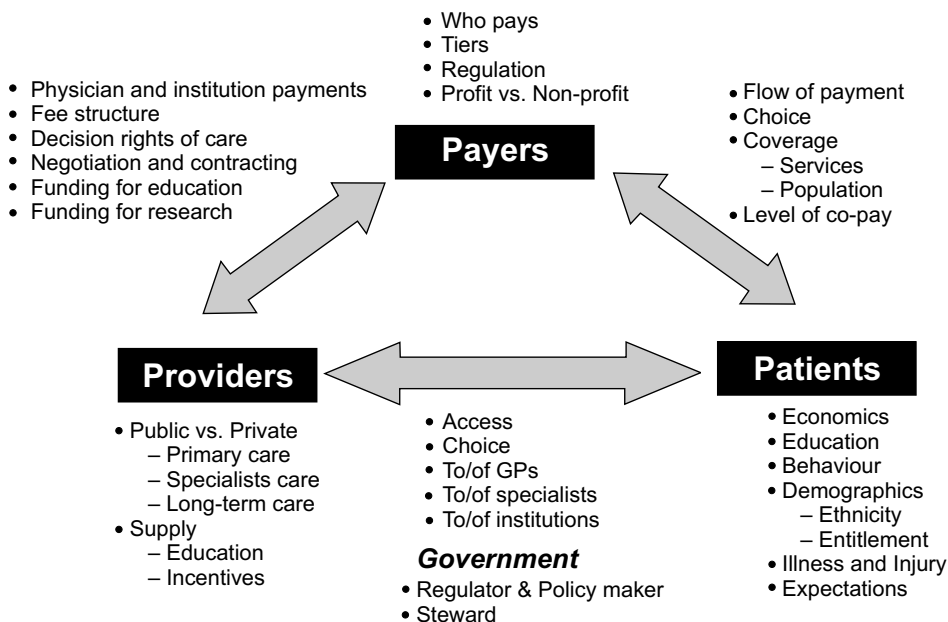 • Who pays
• Tiers
• Regulation
• Profit vs. Non-profit
• Physician and institution payments
• Fee structure
• Decision rights of care
• Negotiation and contracting
• Funding for education
• Funding for research
• Flow of payment
• Choice
• Coverage
– Services
– Population
• Level of co-pay
Payers
Providers
Patients
• Public vs. Private
– Primary care
– Specialists care
– Long-term care
• Supply
– Education
– Incentives
• Access
• Choice
• To/of GPs
• To/of specialists
• To/of institutions
Government
• Regulator & Policy maker
• Steward
• Economics
• Education
• Behaviour
• Demographics
– Ethnicity
– Entitlement
• Illness and Injury
• Expectations